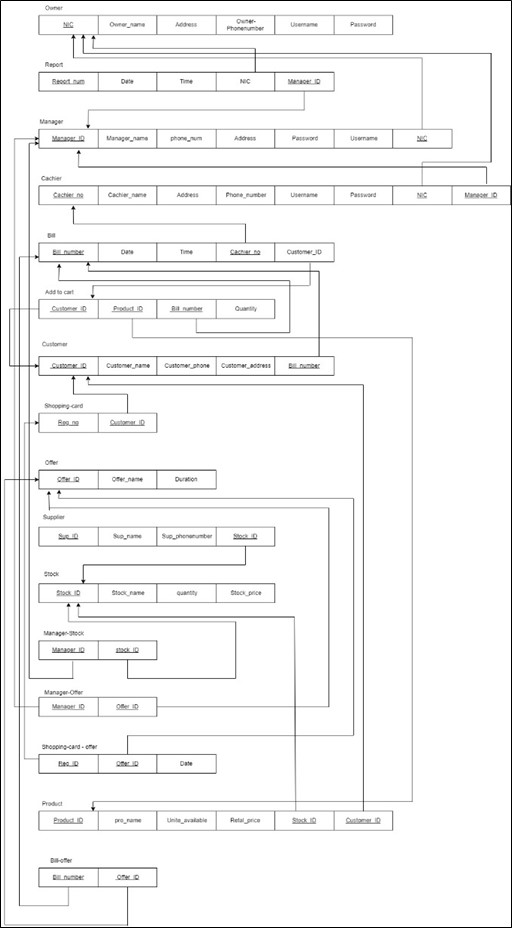 Owner
NIC Owner_name Address Owner-Phonenumber Username Password
Report
Report_num Date Time NIC Manager_ID
Manager
Manager_ID Manager_name phone_num Address Password Username NIC
Cachier
Cachier_no Cachier_name Address Phone_number Username Password NIC Manager_ID
Bill
Bill_number Date Time Cachier_no Customer_ID
Add to cart
Customer_ID Product_ID Bill_number Quantity
Customer
Customer_ID Customer_name Customer_phone Customer_address Bill_number
Shopping-card
Reg_no Customer_ID
Offer
Offer_ID Offer_name Duration
Supplier
Sup_ID Sup_name Sup_phonenumber Stock_ID
Stock
Stock_ID Stock_name quantity Stock_price
Manager-Stock
Manager_ID stock_ID
Manager-Offer
Manager_ID Offer_ID
Shopping-card - offer
Reg_ID Offer_ID Date
Product
Product_ID pro_name Unite_available Retal_price Stock_ID Customer_ID
Bill-offer
Bill_number Offer_ID